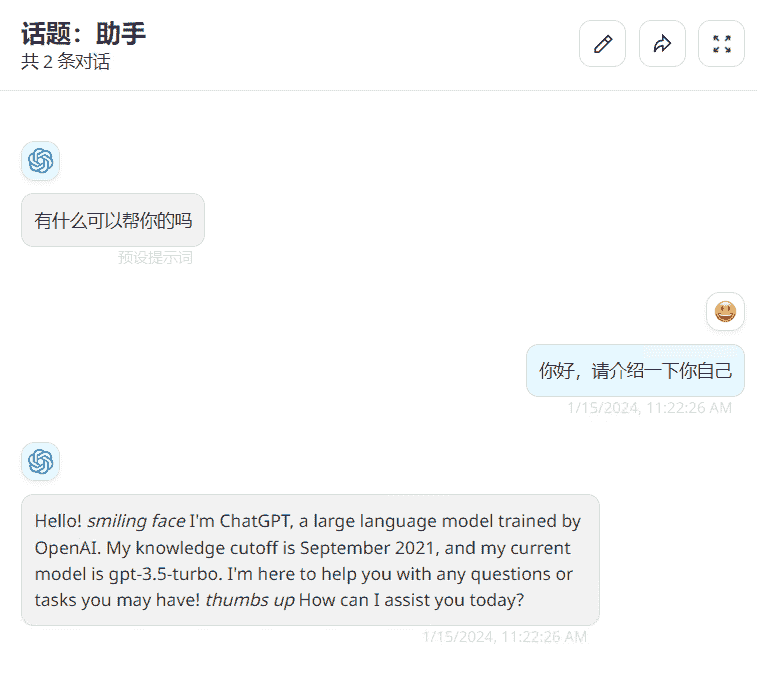 话题：助手
共 2 条对话
有什么可以帮你的吗
预设提示词
你好，请介绍一下你自己
1/15/2024, 11:22:26 AM
Hello! smiling face I'm ChatGPT, a large language model trained by
OpenAI. My knowledge cutoff is September 2021, and my current
model is gpt-3.5-turbo. I'm here to help you with any questions or
tasks you may have! thumbs up How can I assist you today?
1/15/2024, 11:22:26 AM